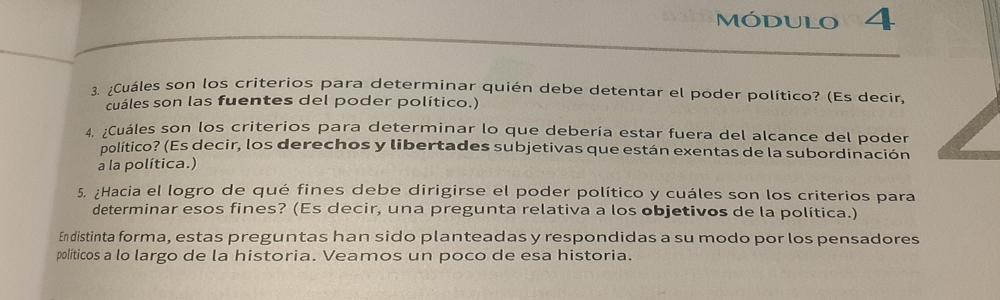 MÓDULO 4
3. ¿Cuáles son los criterios para determinar quién debe detentar el poder político? (Es decir,
cuáles son las fuentes del poder político.)
4. ¿Cuáles son los criterios para determinar lo que debería estar fuera del alcance del poder
político? (Es decir, los derechos y libertades subjetivas que están exentas de la subordinación
a la política.)
5. ¿Hacia el logro de qué fines debe dirigirse el poder político y cuáles son los criterios para
determinar esos fines? (Es decir, una pregunta relativa a los objetivos de la política.)
En distinta forma, estas preguntas han sido planteadas y respondidas a su modo por los pensadores
políticos a lo largo de la historia. Veamos un poco de esa historia.